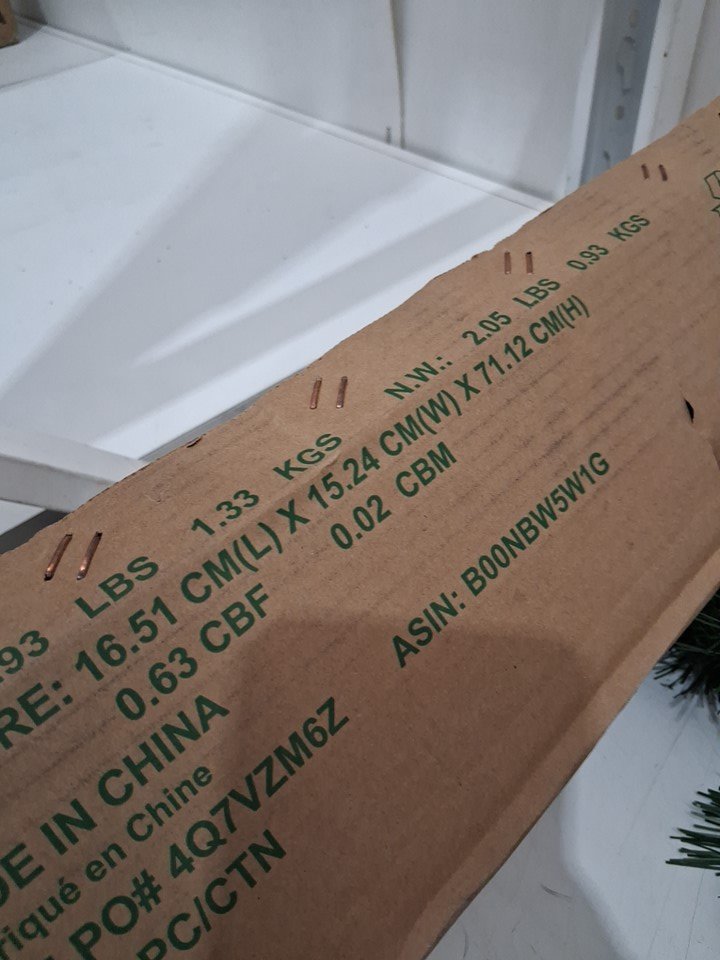 .93 LBS 1.33 KGS N.W.: 2.05 LBS 0.93 KGS
RE: 16.51 CM(L) X 15.24 CM(W) X 71.12 CM(H)
0.63 CBF 0.02 CBM
DE IN CHINA
riqué en Chine ASIN: B00NBW5W1G
PO# 4Q7VZM6Z
PC/CTN